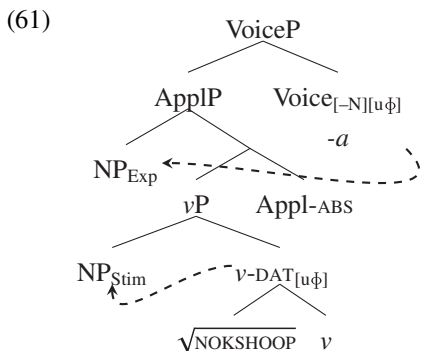 (61)
VoiceP
ApplP Voice[–N][uϕ]
-a
NPExp
vP Appl-ABS
NPStim v-DAT[uϕ]
√NOKSHOOP v